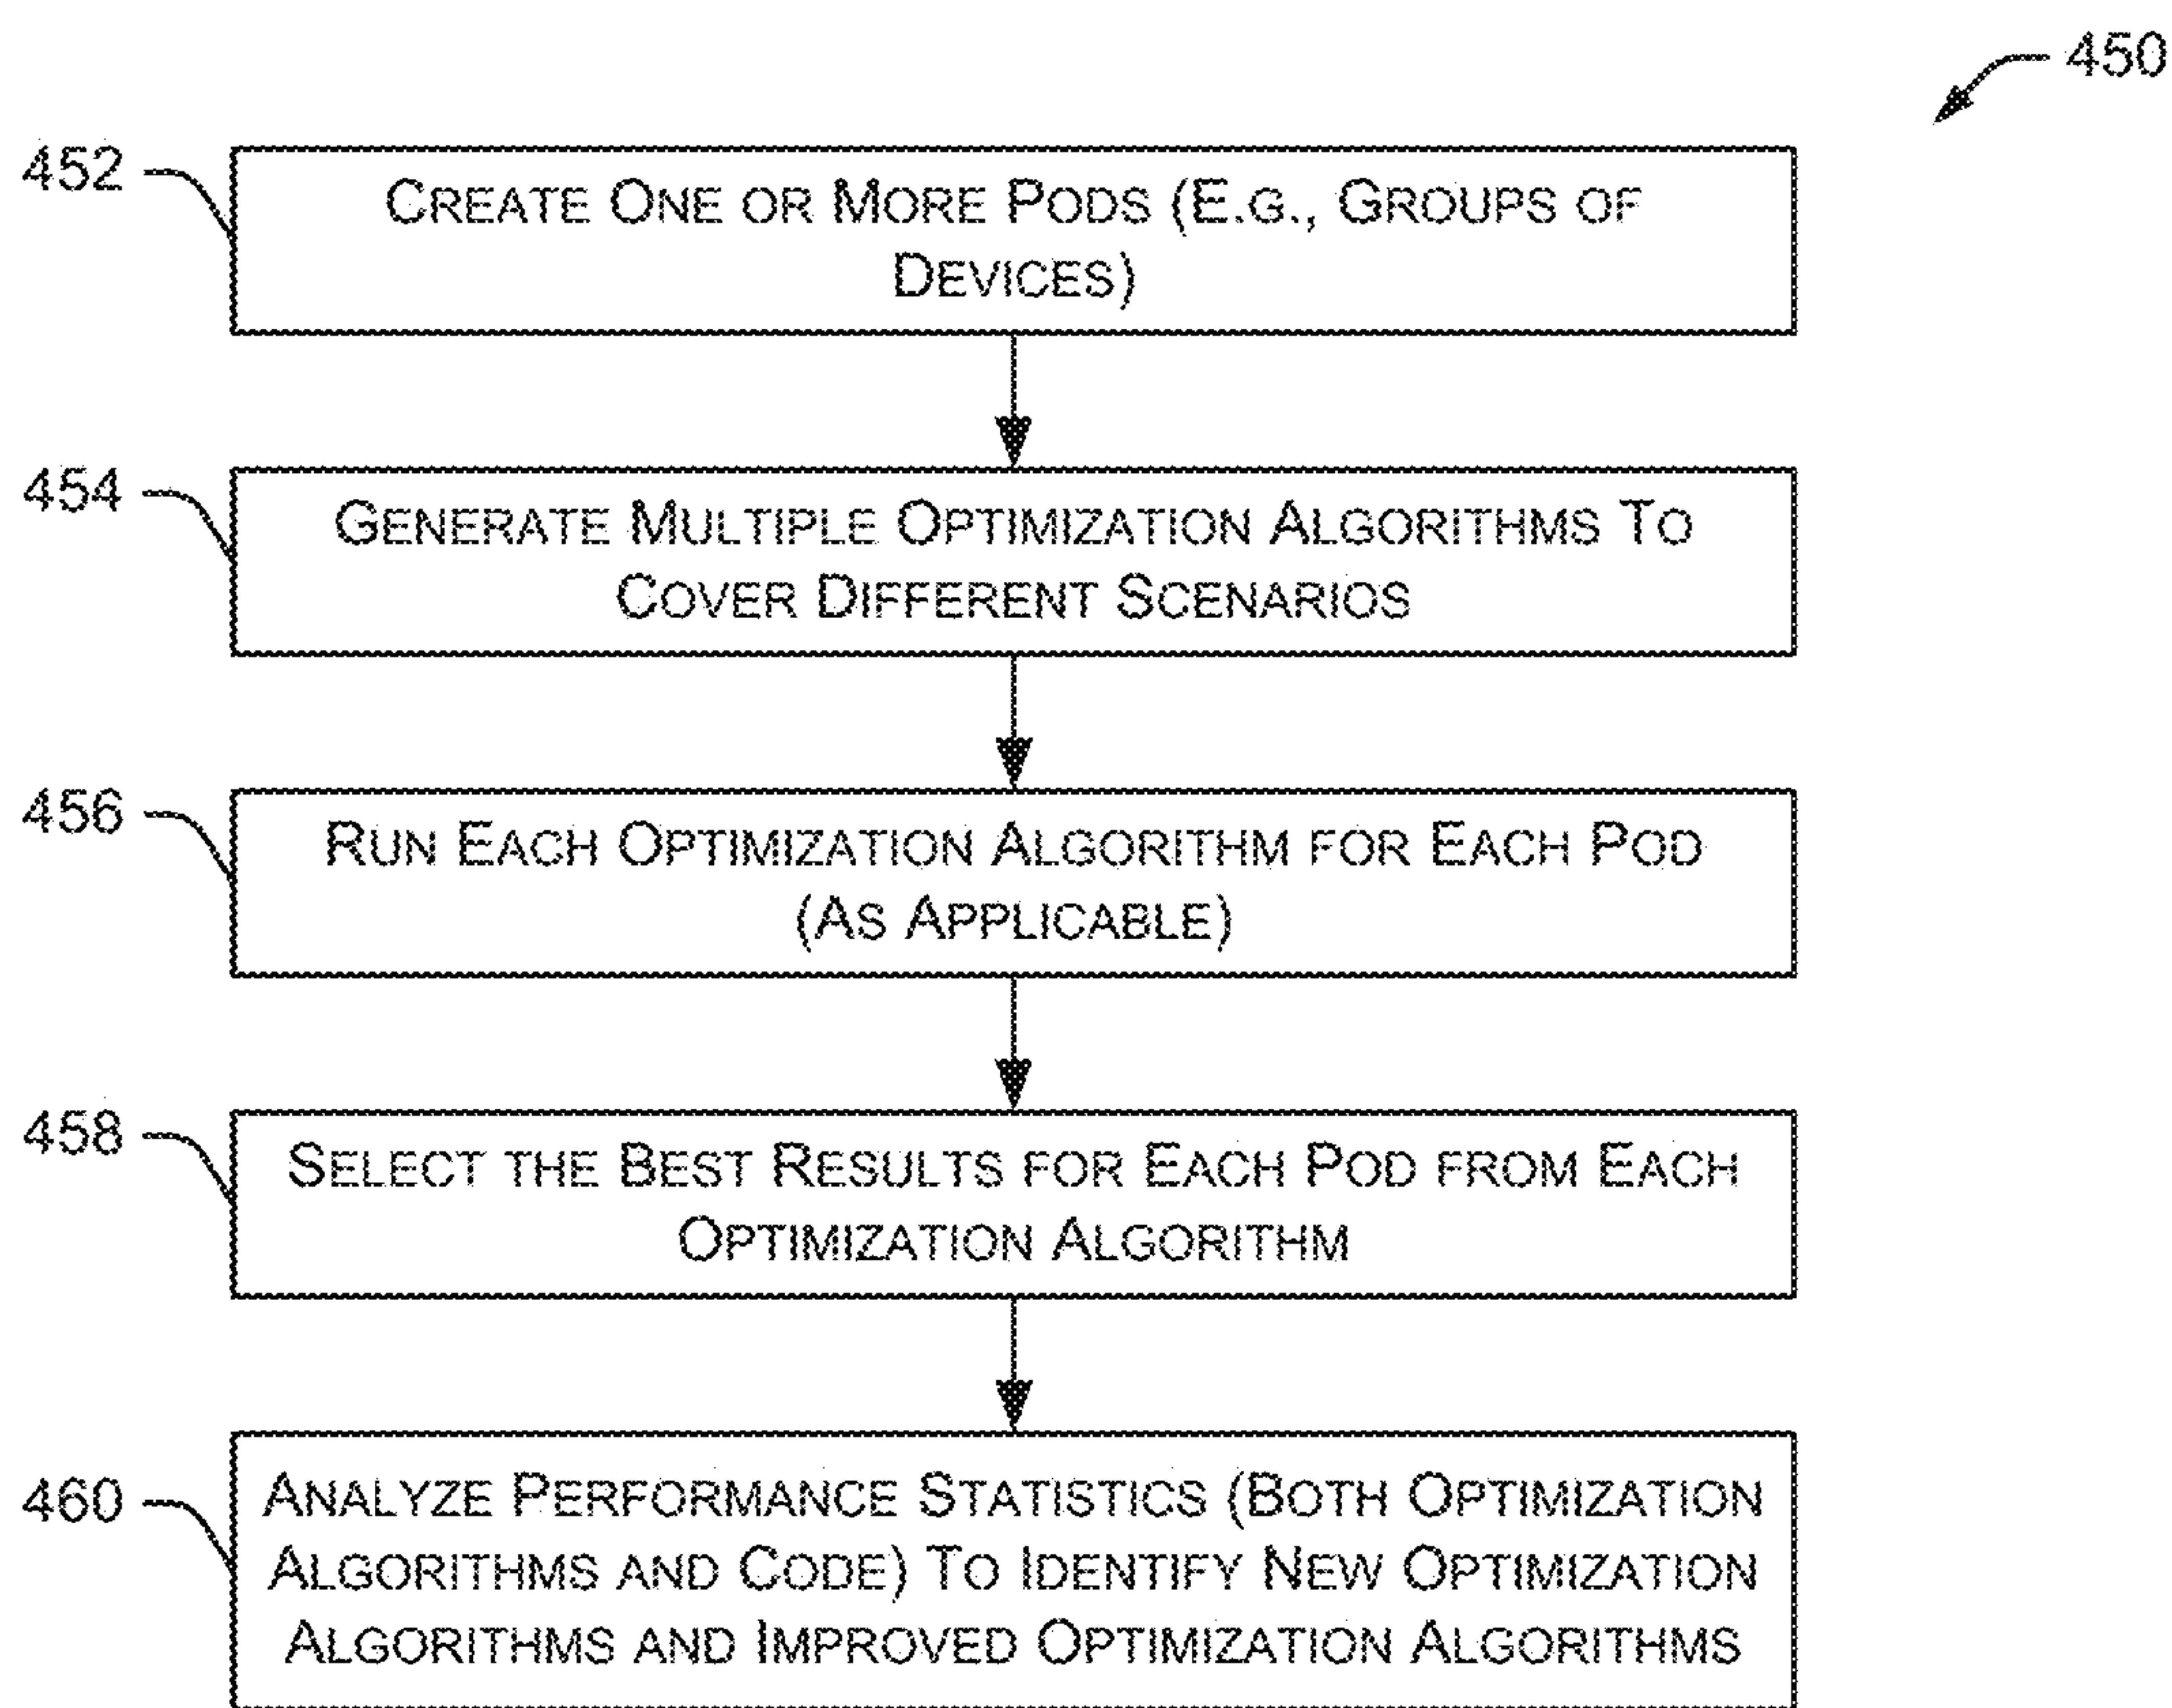 450
452
CREATE ONE OR MORE PODS (E.G., GROUPS OF
DEVICES)
454
GENERATE MULTIPLE OPTIMIZATION ALGORITHMS TO
COVER DIFFERENT SCENARIOS
456
RUN EACH OPTIMIZATION ALGORITHM FOR EACH POD
(AS APPLICABLE)
458
SELECT THE BEST RESULTS FOR EACH POD FROM EACH
OPTIMIZATION ALGORITHM
460
ANALYZE PERFORMANCE STATISTICS (BOTH OPTIMIZATION
ALGORITHMS AND CODE) TO IDENTIFY NEW OPTIMIZATION
ALGORITHMS AND IMPROVED OPTIMIZATION ALGORITHMS